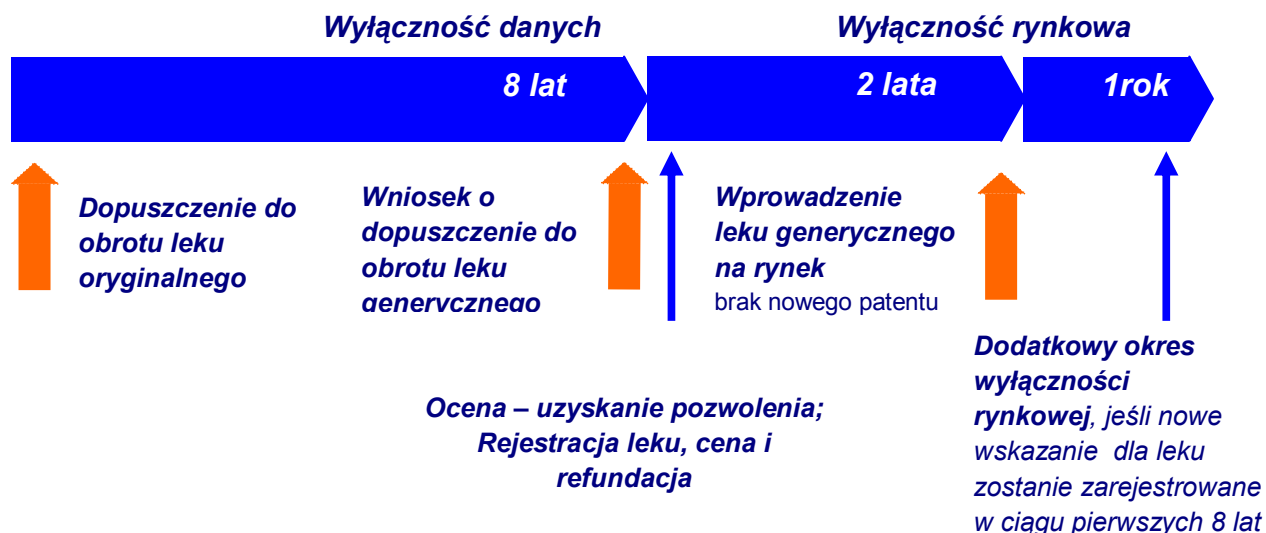 Wyłączność danych
Wyłączność rynkowa
8 lat
2 lata
1rok
Dopuszczenie do
obrotu leku
oryginalnego
Wniosek o
dopuszczenie do
obrotu leku
generycznego
Wprowadzenie
leku generycznego
na rynek
brak nowego patentu
Dodatkowy okres
wyłączności
rynkowej, jeśli nowe
wskazanie dla leku
zostanie zarejestrowane
w ciągu pierwszych 8 lat
Ocena – uzyskanie pozwolenia;
Rejestracja leku, cena i
refundacja